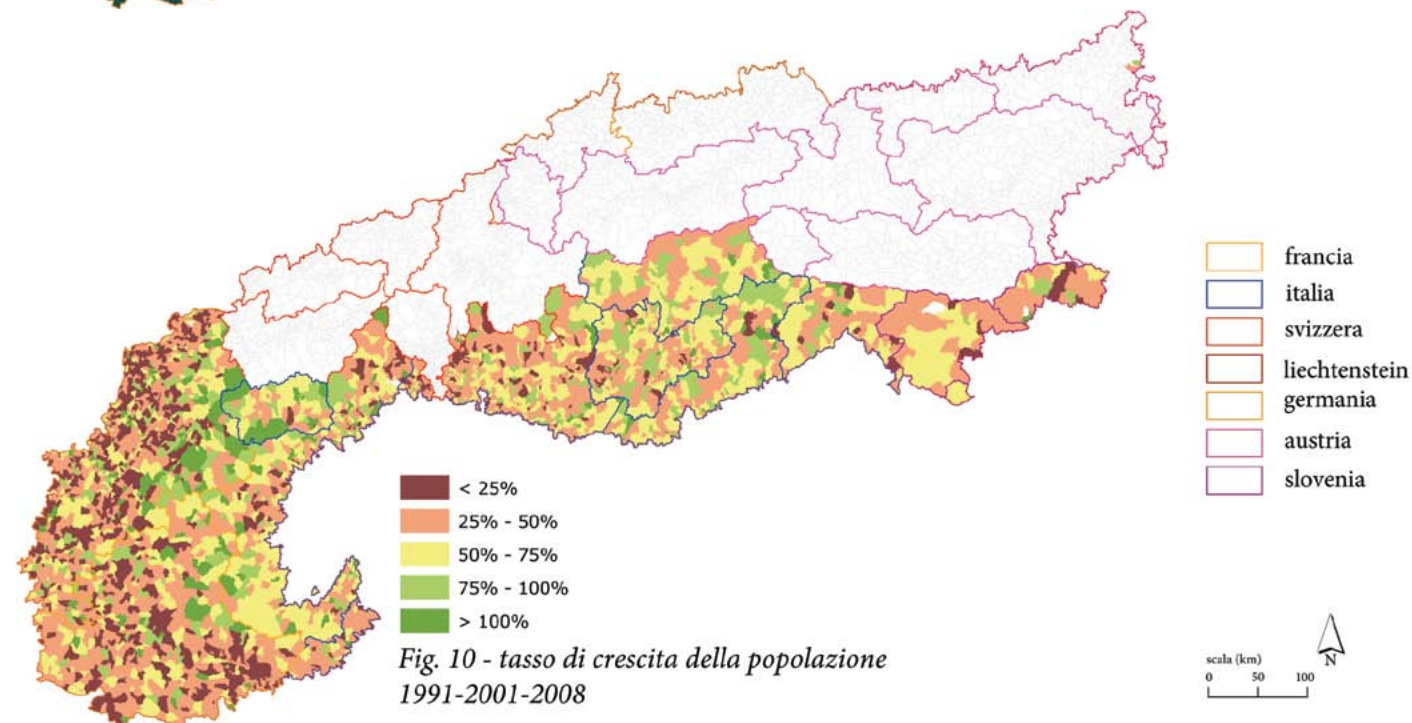 francia
italia
svizzera
liechtenstein
germania
austria
slovenia
< 25%
25% - 50%
50% - 75%
75% - 100%
> 100%
Fig. 10 - tasso di crescita della popolazione
1991-2001-2008
scala (km)
0 50 100
N